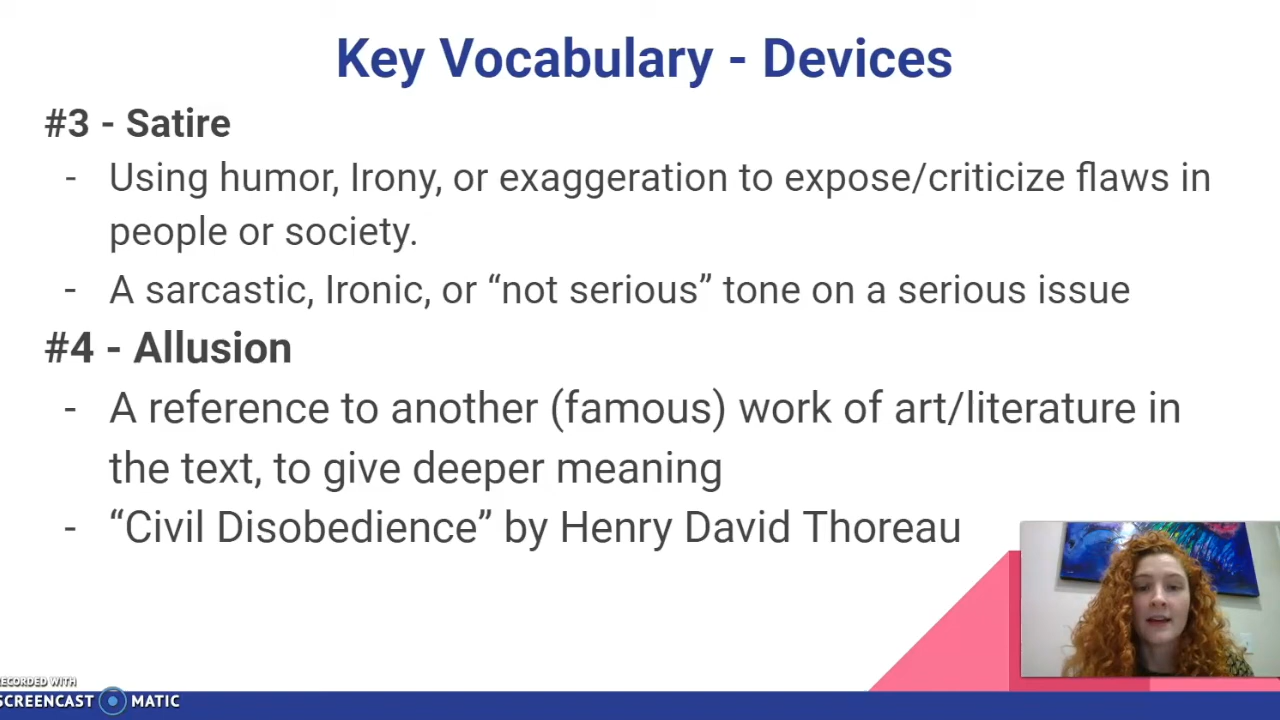 Key Vocabulary - Devices
#3 - Satire
- Using humor, Irony, or exaggeration to expose/criticize flaws in
people or society.
- A sarcastic, Ironic, or “not serious” tone on a serious issue
#4 - Allusion
- A reference to another (famous) work of art/literature in
the text, to give deeper meaning
- “Civil Disobedience” by Henry David Thoreau
RECORDED WITH
SCREENCAST MATIC